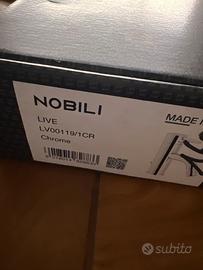 NOBILI
LIVE
LV00119/1CR
Chrome
MADE
subito